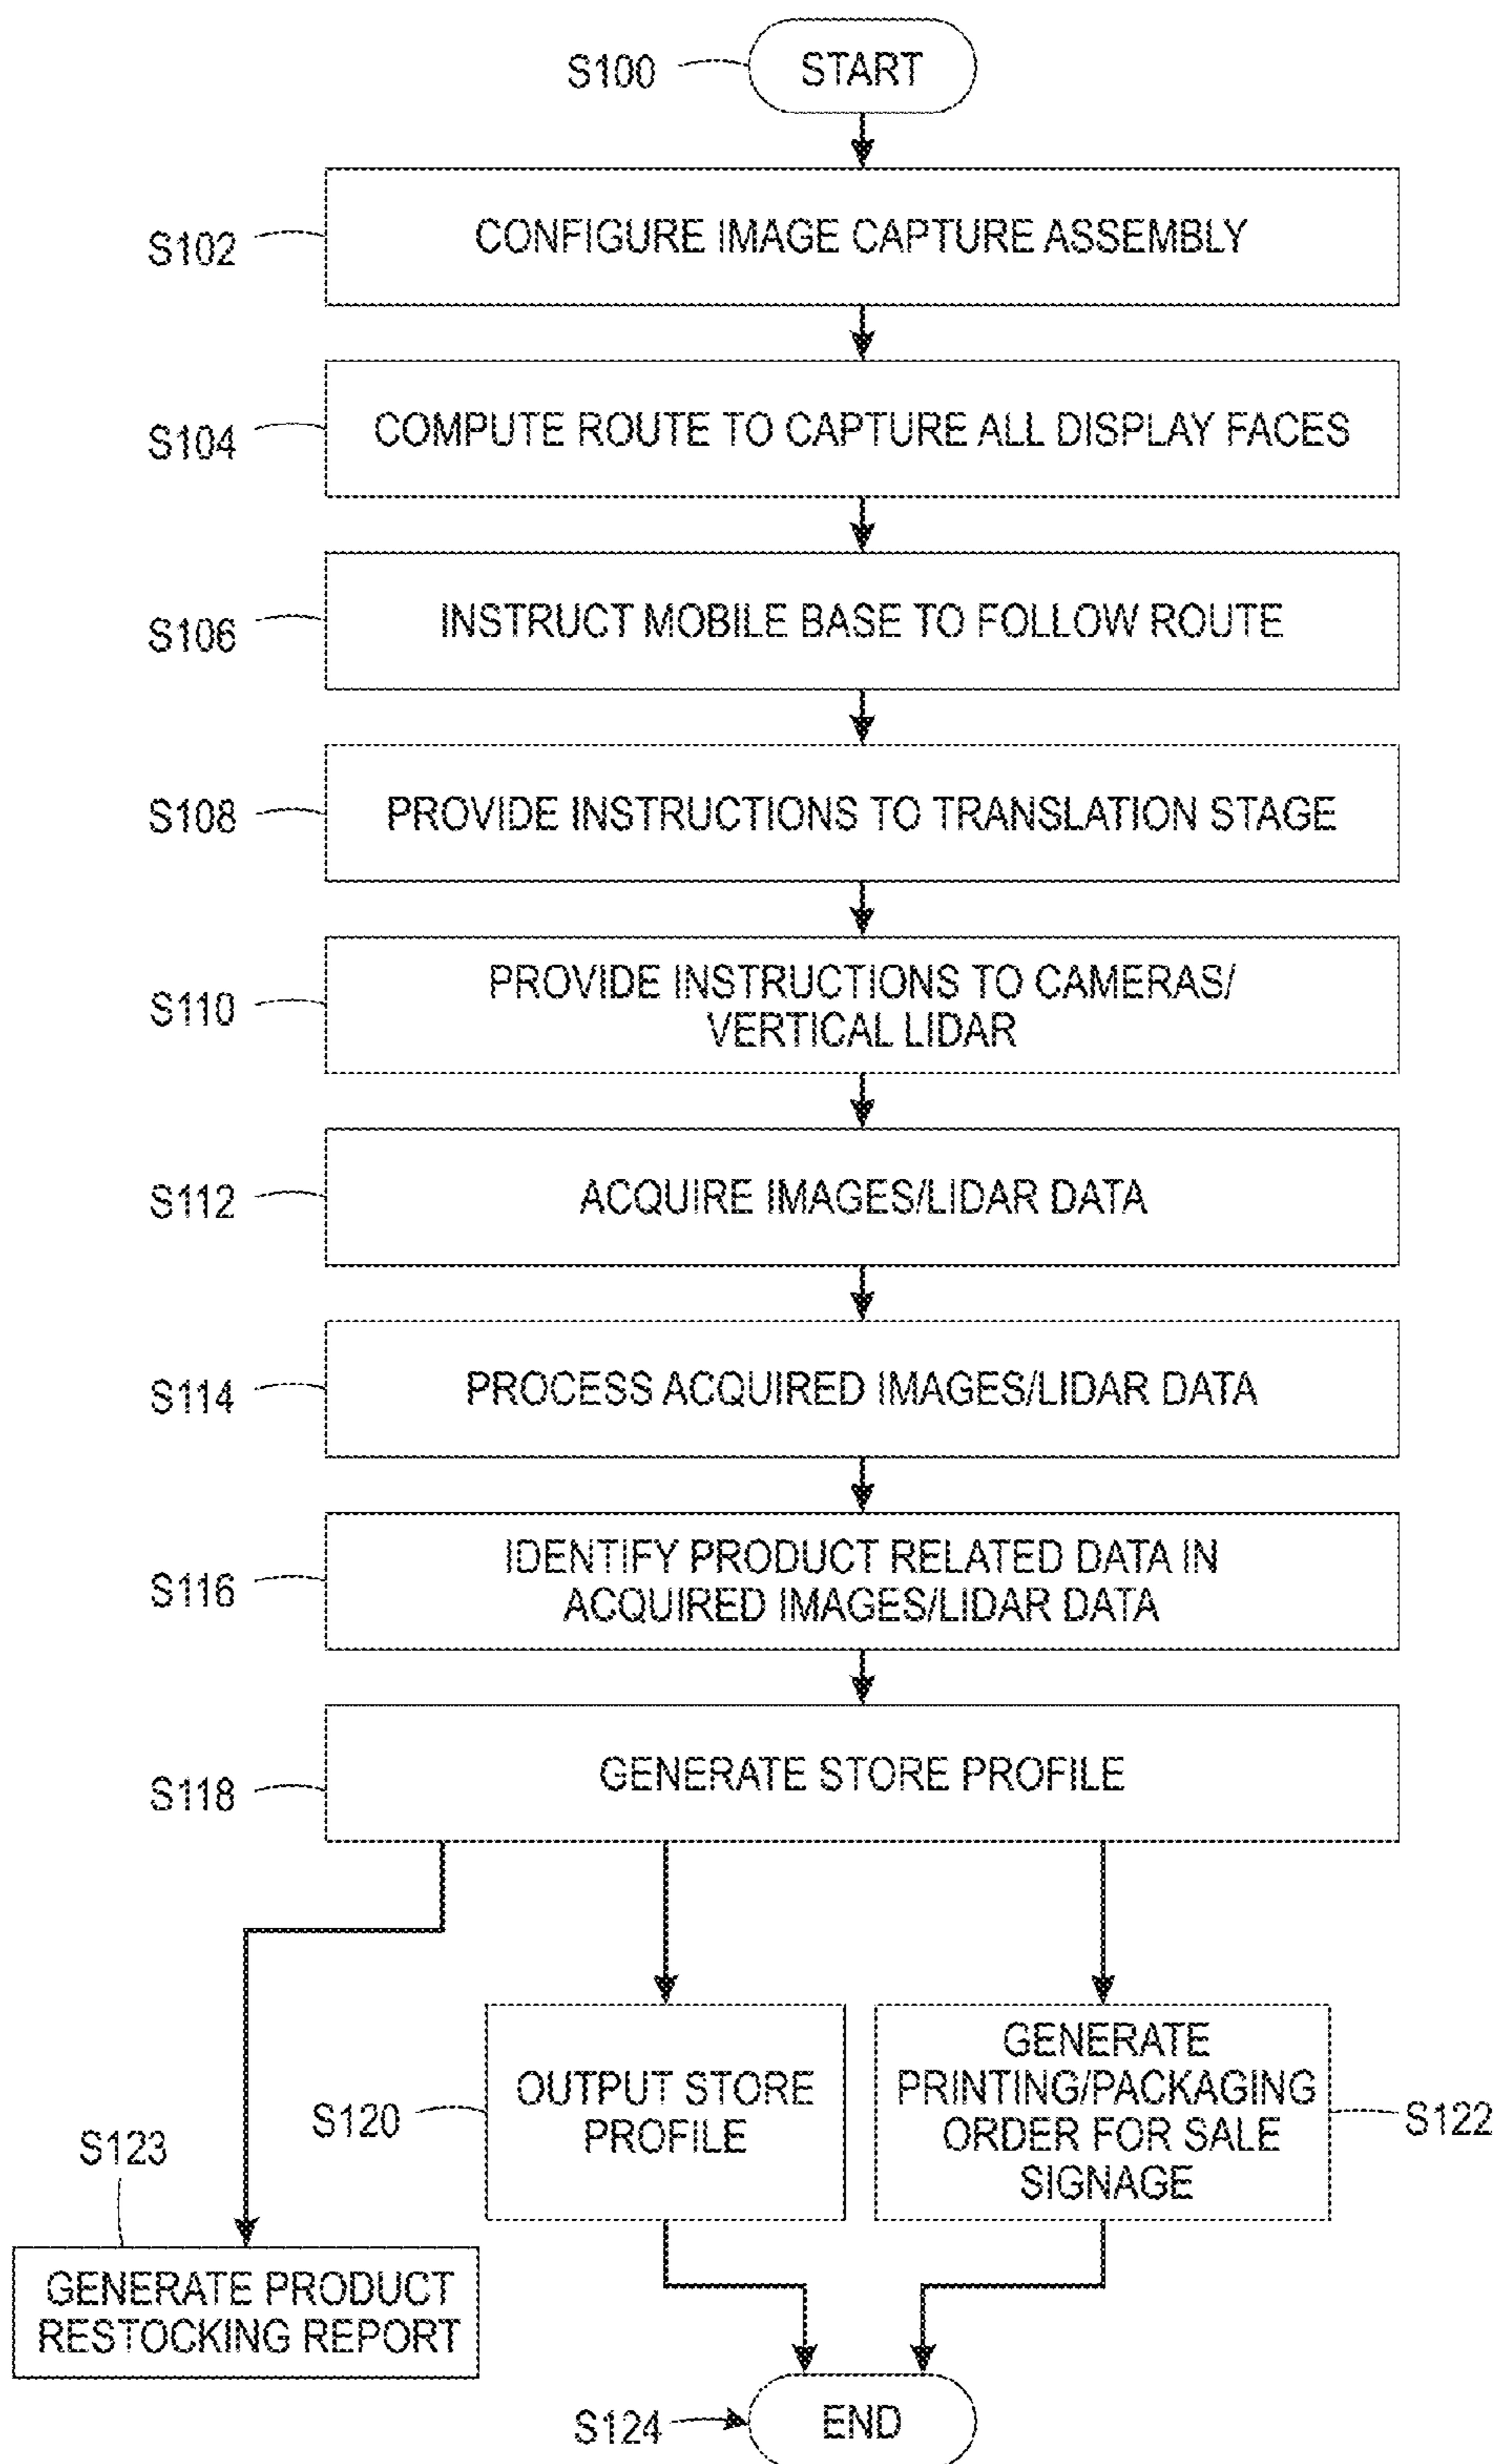 S100
START
S102
CONFIGURE IMAGE CAPTURE ASSEMBLY
S104
COMPUTE ROUTE TO CAPTURE ALL DISPLAY FACES
S106
INSTRUCT MOBILE BASE TO FOLLOW ROUTE
S108
PROVIDE INSTRUCTIONS TO TRANSLATION STAGE
S110
PROVIDE INSTRUCTIONS TO CAMERAS/
VERTICAL LIDAR
S112
ACQUIRE IMAGES/LIDAR DATA
S114
PROCESS ACQUIRED IMAGES/LIDAR DATA
S116
IDENTIFY PRODUCT RELATED DATA IN
ACQUIRED IMAGES/LIDAR DATA
S118
GENERATE STORE PROFILE
S120
OUTPUT STORE
PROFILE
GENERATE
PRINTING/PACKAGING
ORDER FOR SALE
SIGNAGE
S122
S123
GENERATE PRODUCT
RESTOCKING REPORT
S124
END